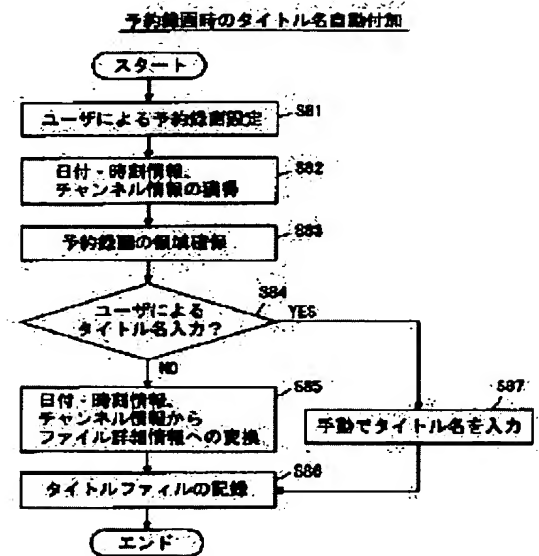 予約録画時のタイトル名自動付加
スタート
ユーザによる予約録画設定
S81
日付・時刻情報、
チャンネル情報の獲得
S82
予約録画の領域確保
S83
ユーザによる
タイトル名入力？
S84
YES
NO
日付・時刻情報、
チャンネル情報から
ファイル詳細情報への変換
S85
手動でタイトル名を入力
S87
タイトルファイルの記録
S86
エンド